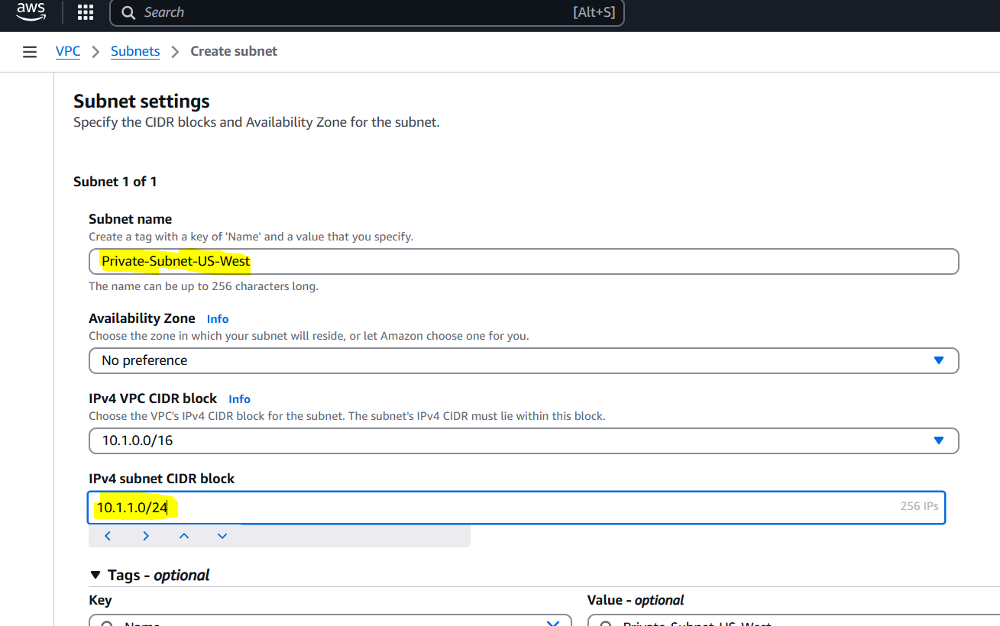 aws
Search [Alt+S]
VPC > Subnets > Create subnet
Subnet settings
Specify the CIDR blocks and Availability Zone for the subnet.
Subnet 1 of 1
Subnet name
Create a tag with a key of 'Name' and a value that you specify.
Private-Subnet-US-West
The name can be up to 256 characters long.
Availability Zone Info
Choose the zone in which your subnet will reside, or let Amazon choose one for you.
No preference
IPv4 VPC CIDR block Info
Choose the VPC's IPv4 CIDR block for the subnet. The subnet's IPv4 CIDR must lie within this block.
10.1.0.0/16
IPv4 subnet CIDR block
10.1.1.0/24 256 IPs
Tags - optional
Key Value - optional
Name Private-Subnet-US-West